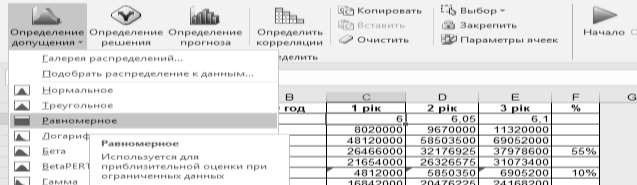 Определение допущения
Определение решения
Определение прогноза
Определить корреляции
Копировать
Вставить
Очистить
Выбор
Закрепить
Параметры ячеек
Начало
Галерея распределений...
Подобрать распределение к данным...
Нормальное
Треугольное
Равномерное
Логариф
Бета
BetaPERT
Гамма
Равномерное
Используется для
приблизительной оценки при
ограниченных данных
делить
B C D E F G
год 1 рік 2 рік 3 рік %
6 6,05 6,1
8020000 9670000 11320000
48120000 58503500 69052000
26466000 32176925 37978600 55%
21654000 26326575 31073400
4812000 5850350 6905200 10%
16842000 20476225 24168200